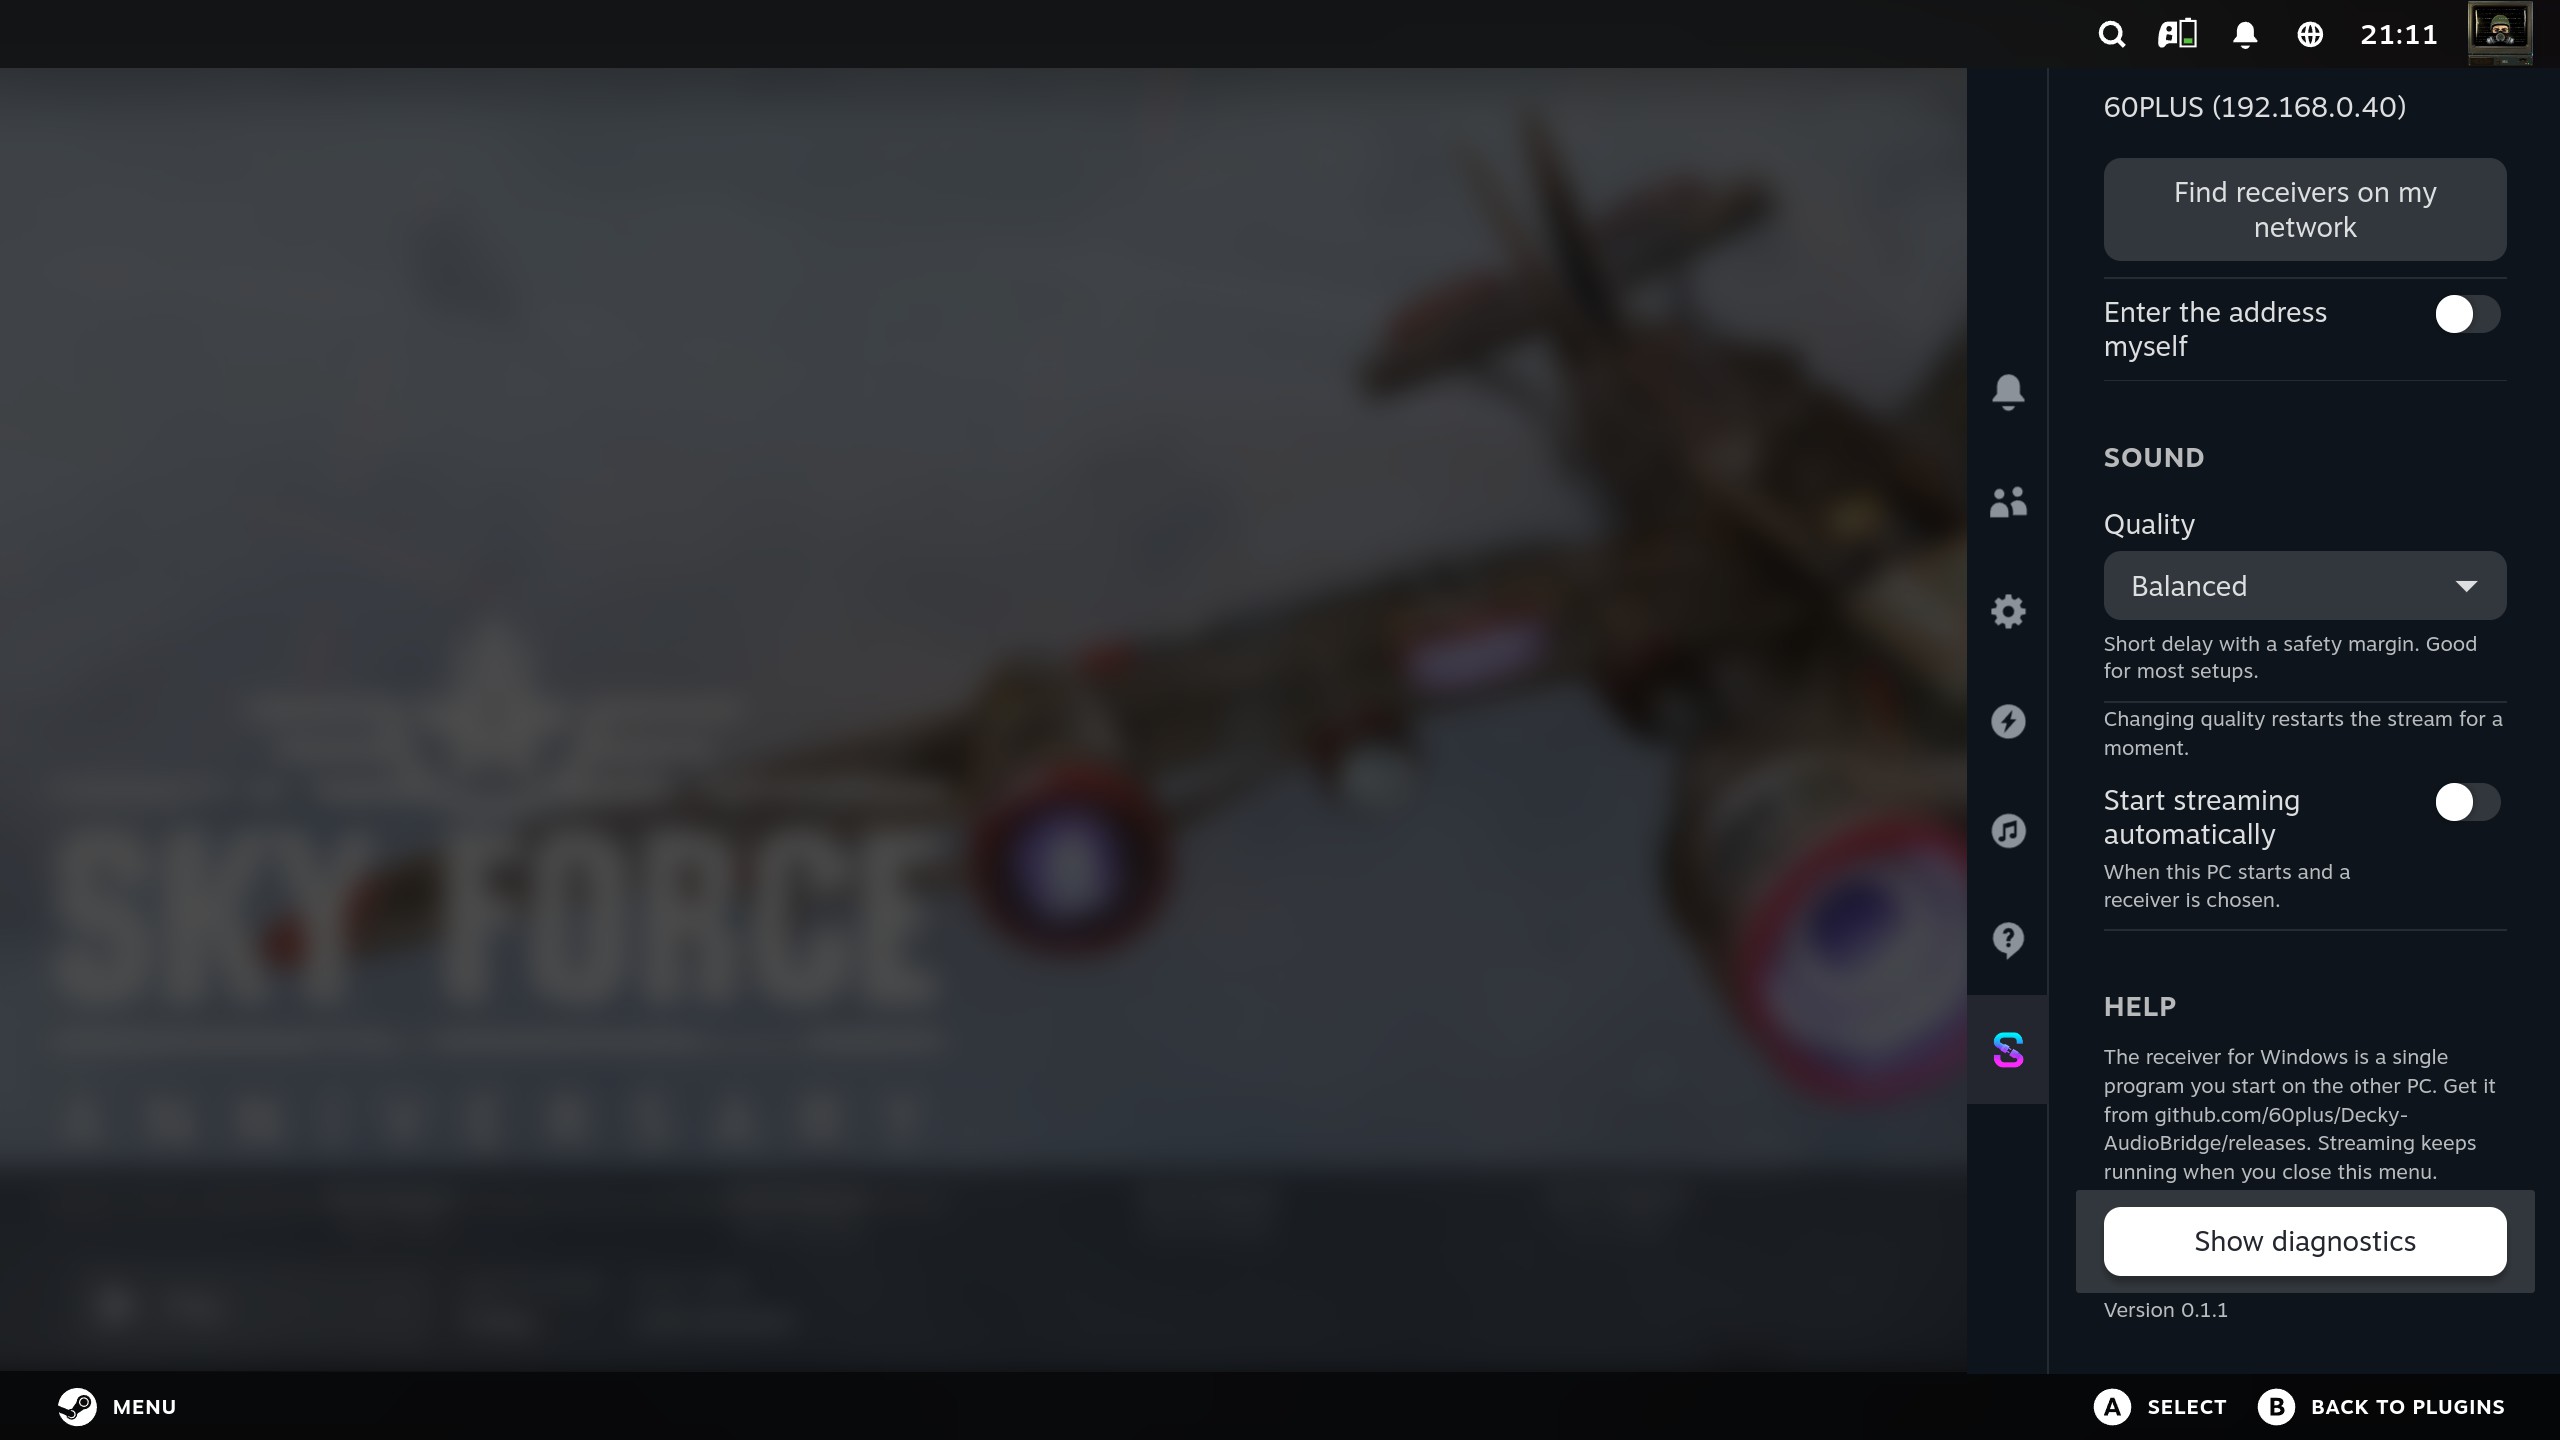 21:11
60PLUS (192.168.0.40)
Find receivers on my
network
Enter the address
myself
SOUND
Quality
Balanced
Short delay with a safety margin. Good
for most setups.
Changing quality restarts the stream for a
moment.
Start streaming
automatically
When this PC starts and a
receiver is chosen.
HELP
The receiver for Windows is a single
program you start on the other PC. Get it
from github.com/60plus/Decky-
AudioBridge/releases. Streaming keeps
running when you close this menu.
Show diagnostics
Version 0.1.1
SKY FORCE
ANNIVERSARY
MENU
A SELECT B BACK TO PLUGINS